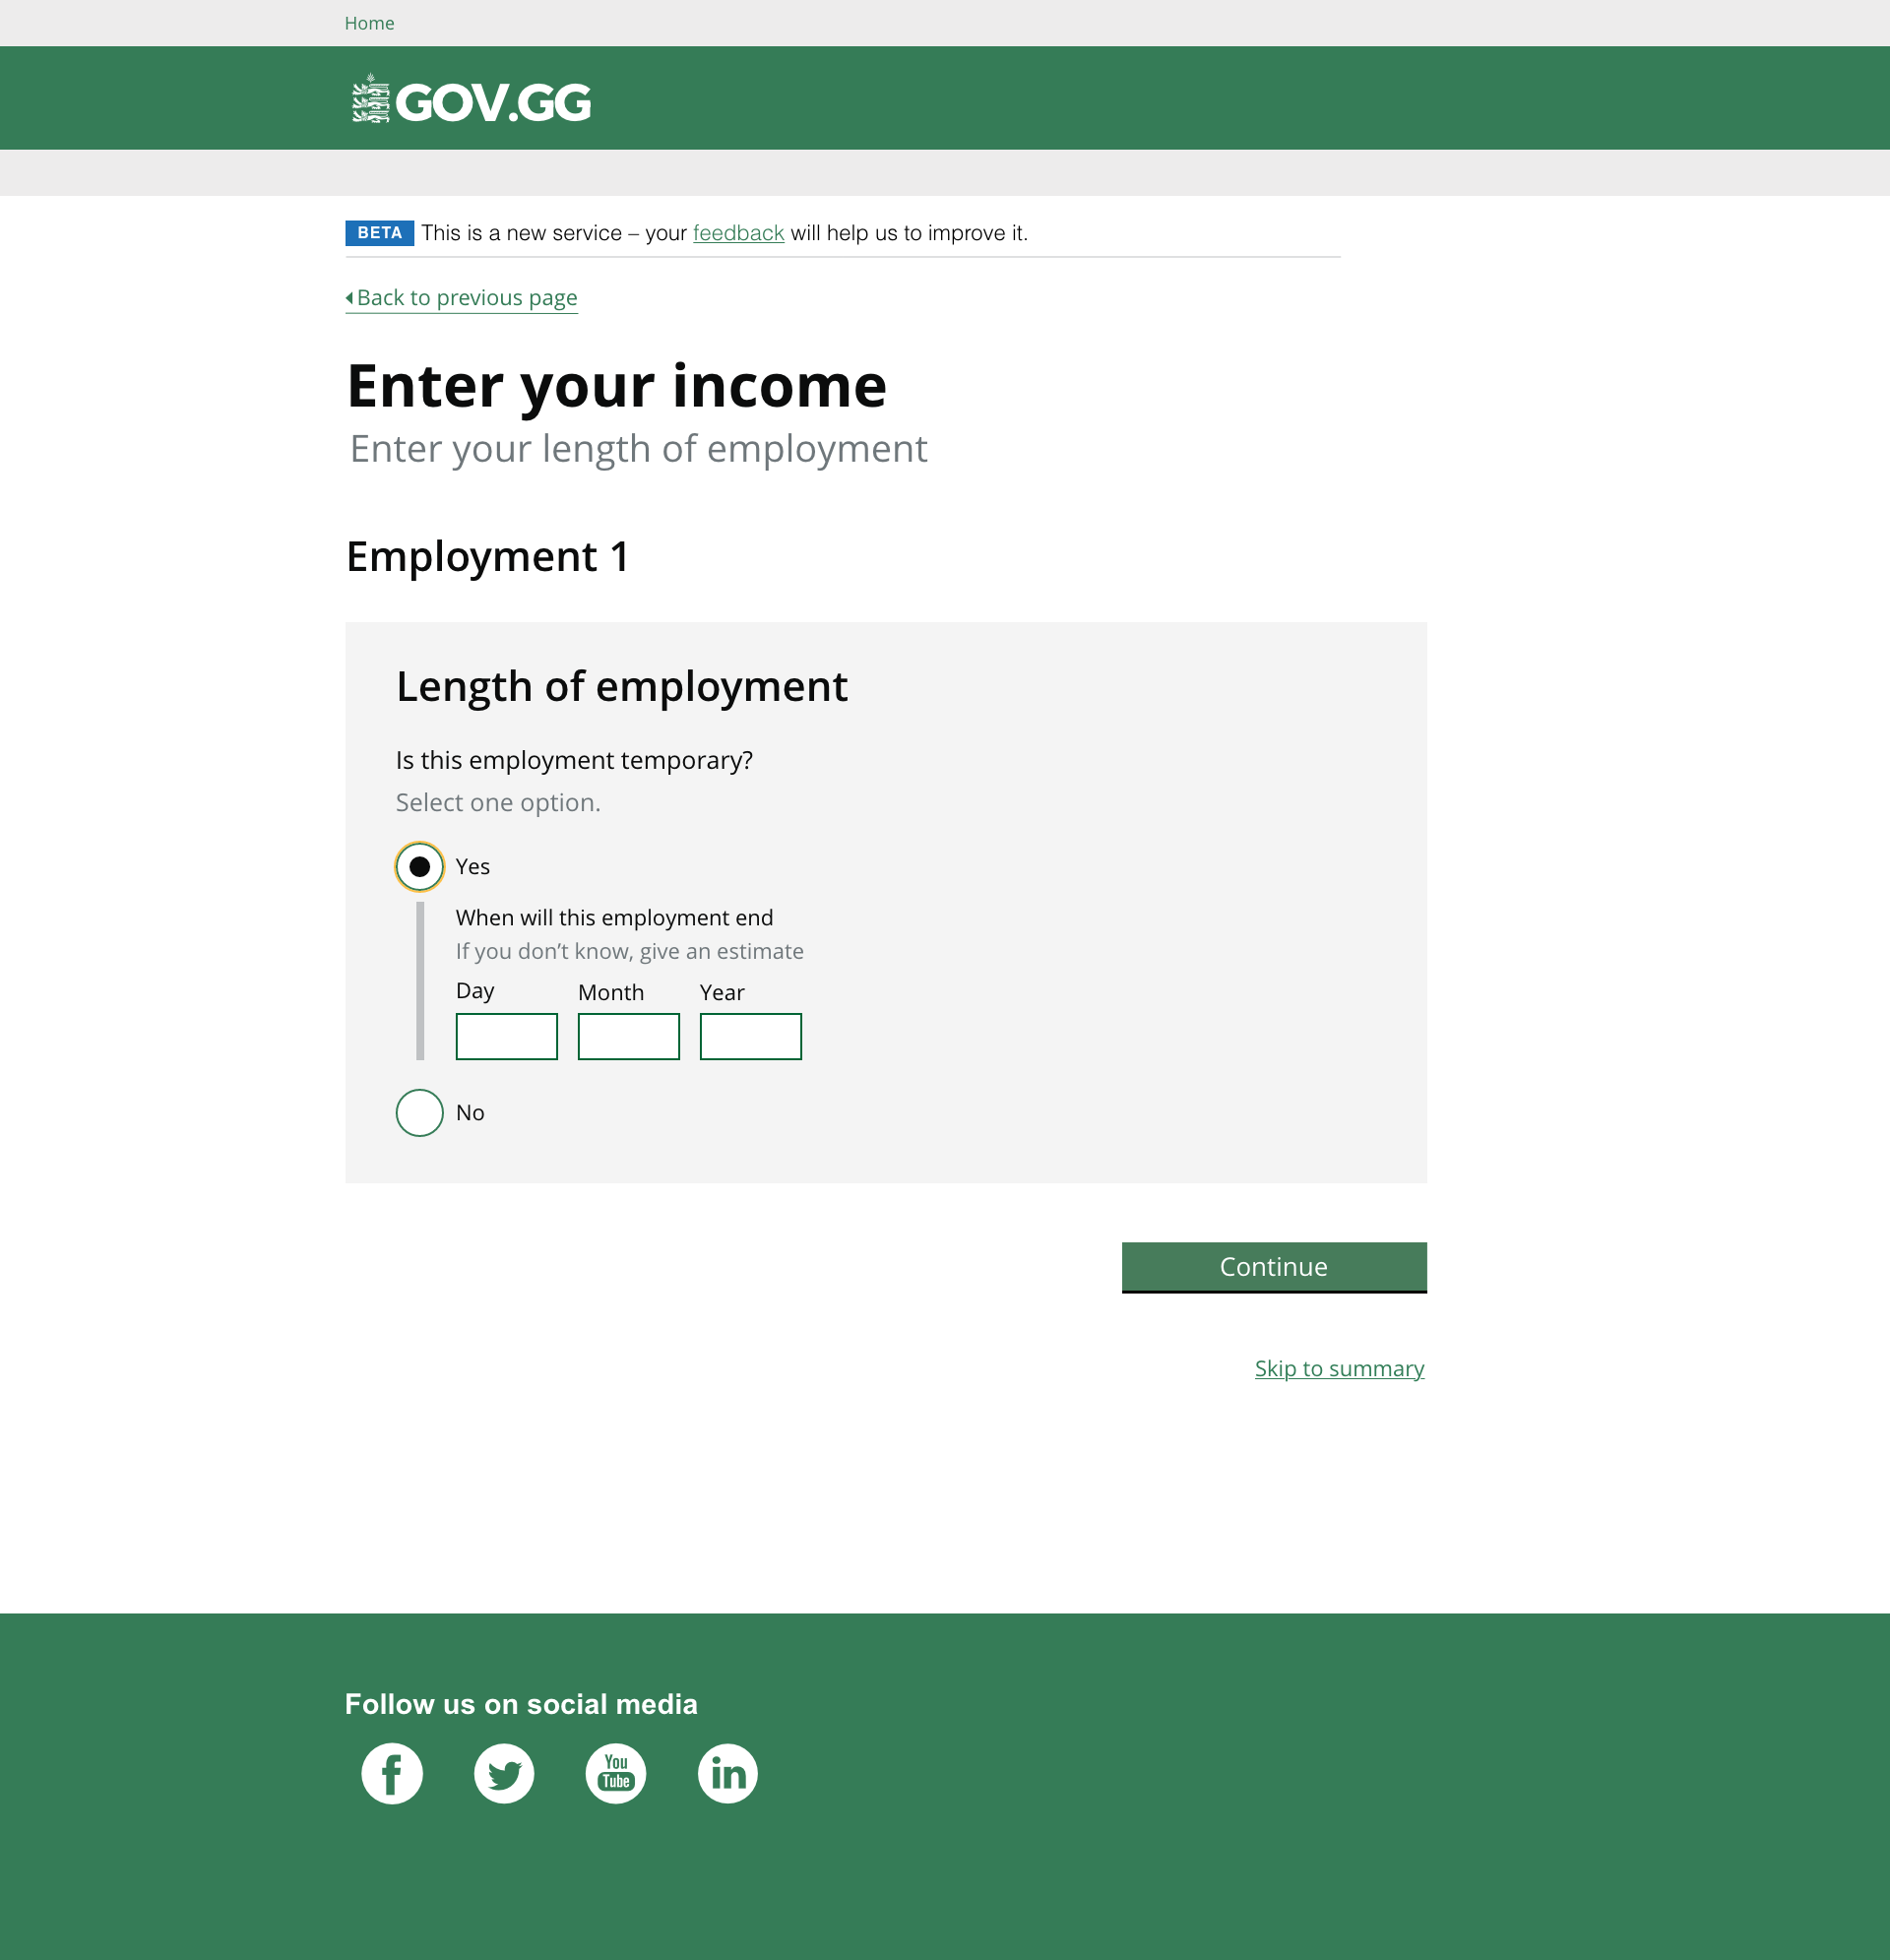 Home
GOV.GG
BETA This is a new service – your feedback will help us to improve it.
Back to previous page
Enter your income
Enter your length of employment
Employment 1
Length of employment
Is this employment temporary?
Select one option.
Yes
When will this employment end
If you don’t know, give an estimate
Day Month Year
No
Continue
Skip to summary
Follow us on social media
f You Tube in